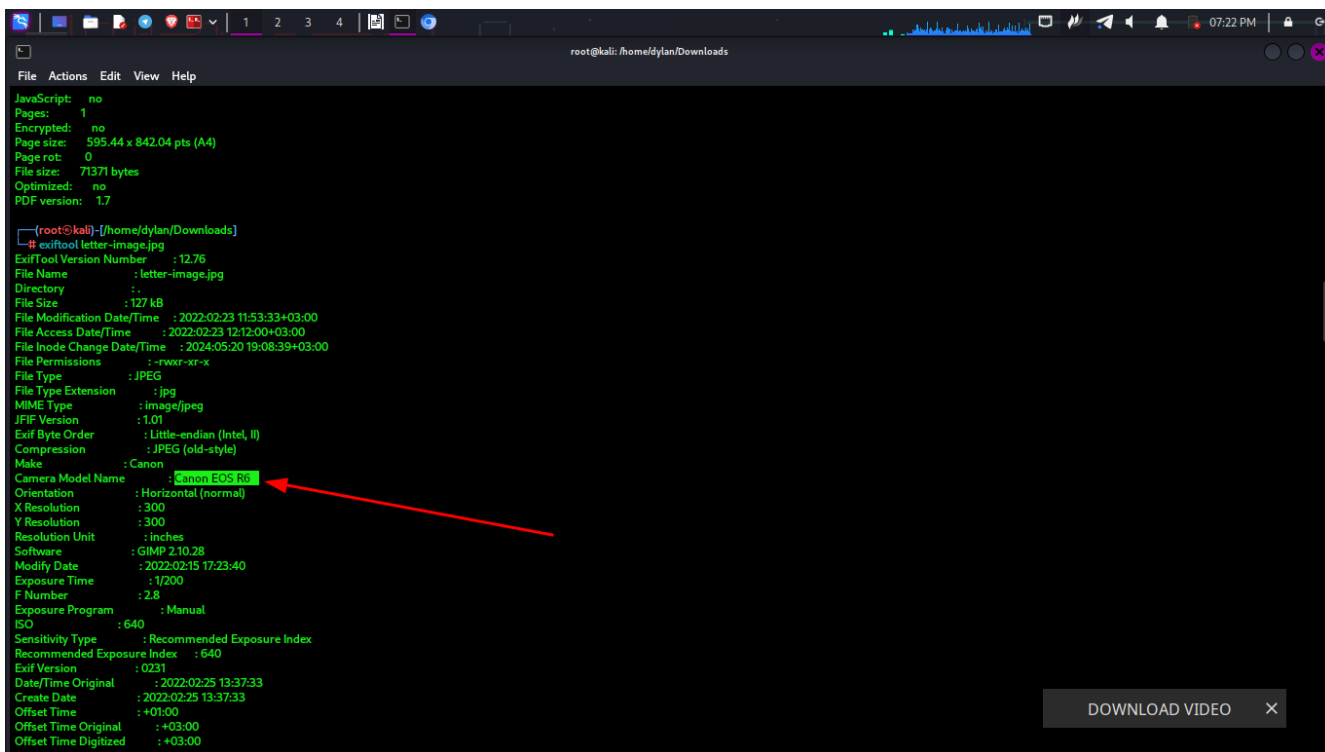 1 2 3 4 07:22 PM
root@kali: /home/dylan/Downloads
File Actions Edit View Help
JavaScript: no
Pages: 1
Encrypted: no
Page size: 595.44 x 842.04 pts (A4)
Page rot: 0
File size: 71371 bytes
Optimized: no
PDF version: 1.7
(root㉿kali)-[/home/dylan/Downloads]
# exiftool letter-image.jpg
ExifTool Version Number : 12.76
File Name : letter-image.jpg
Directory : .
File Size : 127 kB
File Modification Date/Time : 2022:02:23 11:53:33+03:00
File Access Date/Time : 2022:02:23 12:12:00+03:00
File Inode Change Date/Time : 2024:05:20 19:08:39+03:00
File Permissions : -rwxr-xr-x
File Type : JPEG
File Type Extension : jpg
MIME Type : image/jpeg
JFIF Version : 1.01
Exif Byte Order : Little-endian (Intel, II)
Compression : JPEG (old-style)
Make : Canon
Camera Model Name : Canon EOS R6
Orientation : Horizontal (normal)
X Resolution : 300
Y Resolution : 300
Resolution Unit : inches
Software : GIMP 2.10.28
Modify Date : 2022:02:15 17:23:40
Exposure Time : 1/200
F Number : 2.8
Exposure Program : Manual
ISO : 640
Sensitivity Type : Recommended Exposure Index
Recommended Exposure Index : 640
Exif Version : 0231
Date/Time Original : 2022:02:25 13:37:33
Create Date : 2022:02:25 13:37:33
Offset Time : +01:00
Offset Time Original : +03:00
Offset Time Digitized : +03:00
DOWNLOAD VIDEO ×